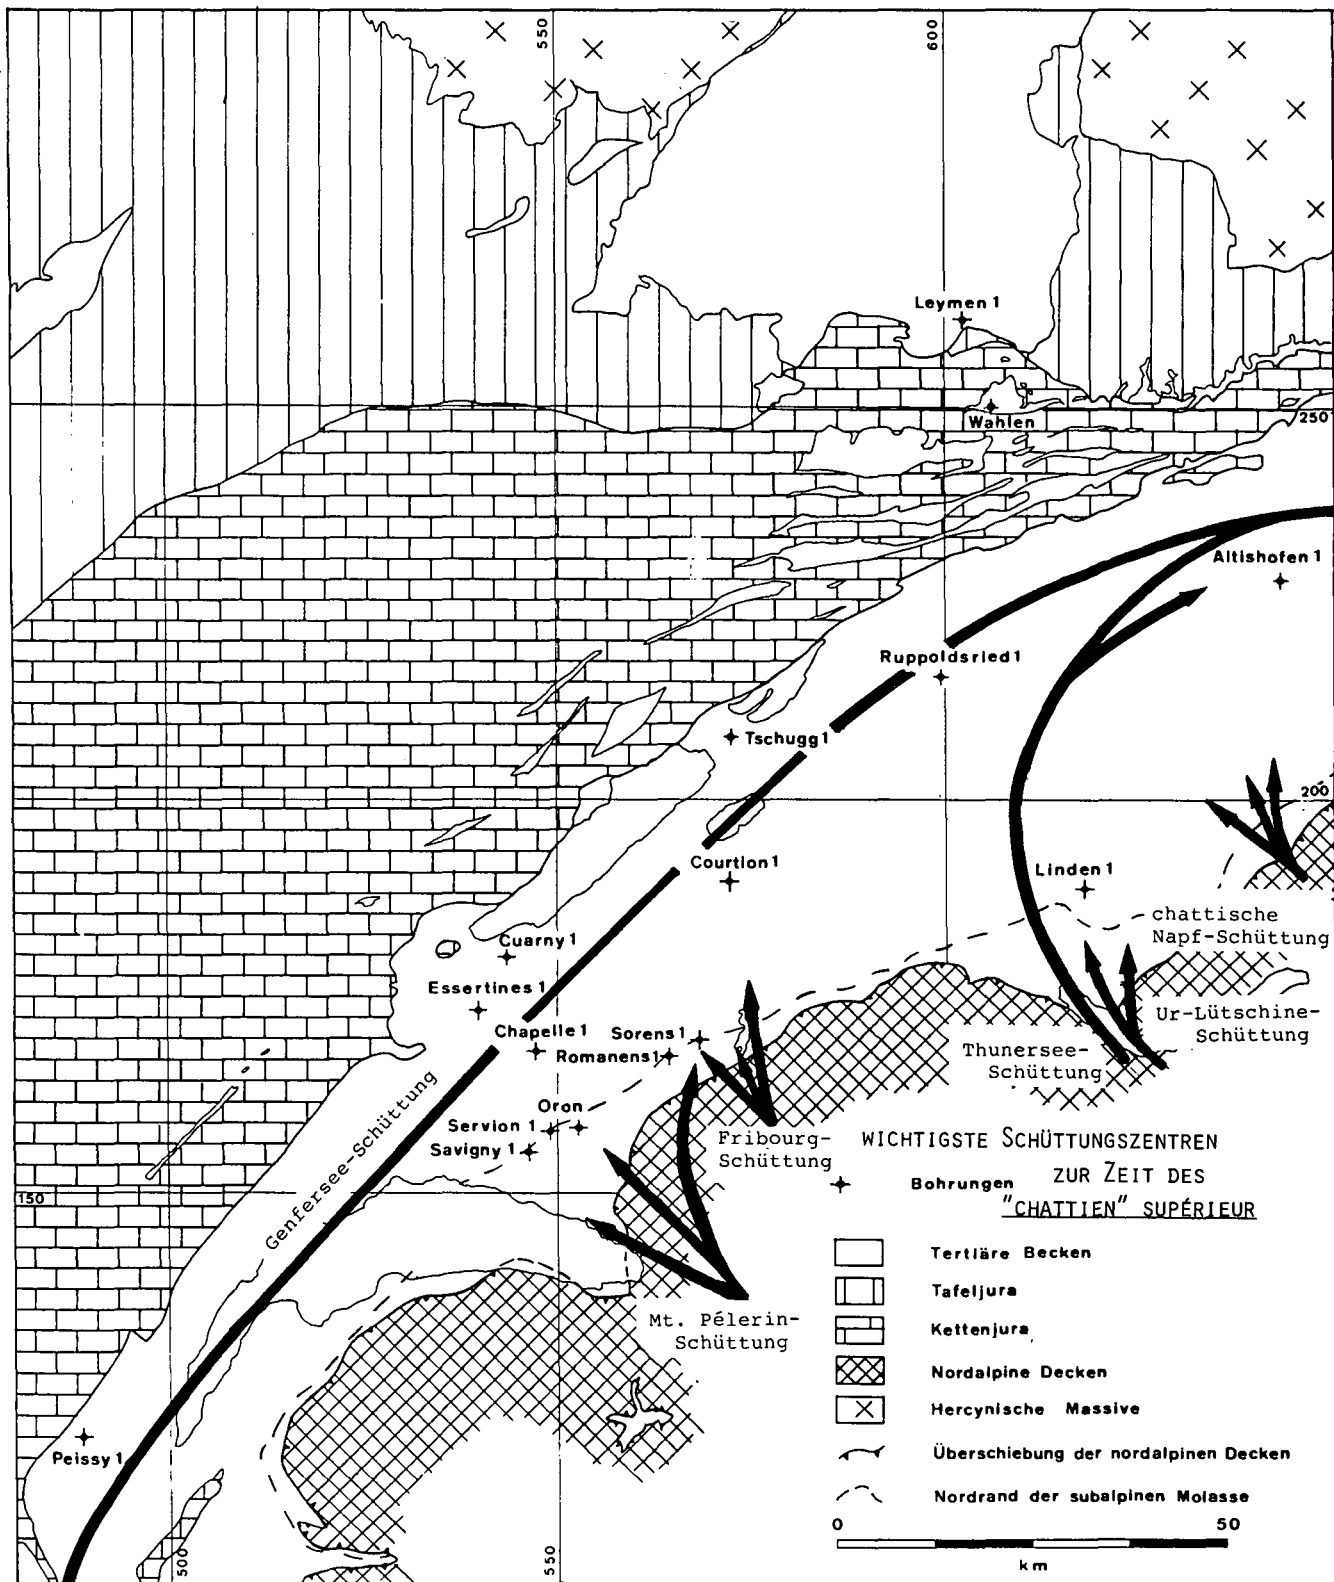 550
600
Leymen 1
Wahlen
250
Altishofen 1
Ruppoldsried 1
Tschugg 1
200
Courtion 1
Linden 1
chattische
Napf-Schüttung
Cuarny 1
Essertines 1
Ur-Lütschine-
Schüttung
Chapelle 1
Sorens 1
Romanens 1
Thunersee-
Schüttung
Genfersee-Schüttung
Oron
Servion 1
Savigny 1
Fribourg-
Schüttung
150
Mt. Pélerin-
Schüttung
Peissy 1
500
550
WICHTIGSTE SCHÜTTUNGSZENTREN
ZUR ZEIT DES
"CHATTIEN" SUPÉRIEUR
Bohrungen
Tertläre Becken
Tafeljura
Kettenjura
Nordalpine Decken
Hercynische Massive
Überschiebung der nordalpinen Decken
Nordrand der subalpinen Molasse
0 50
km